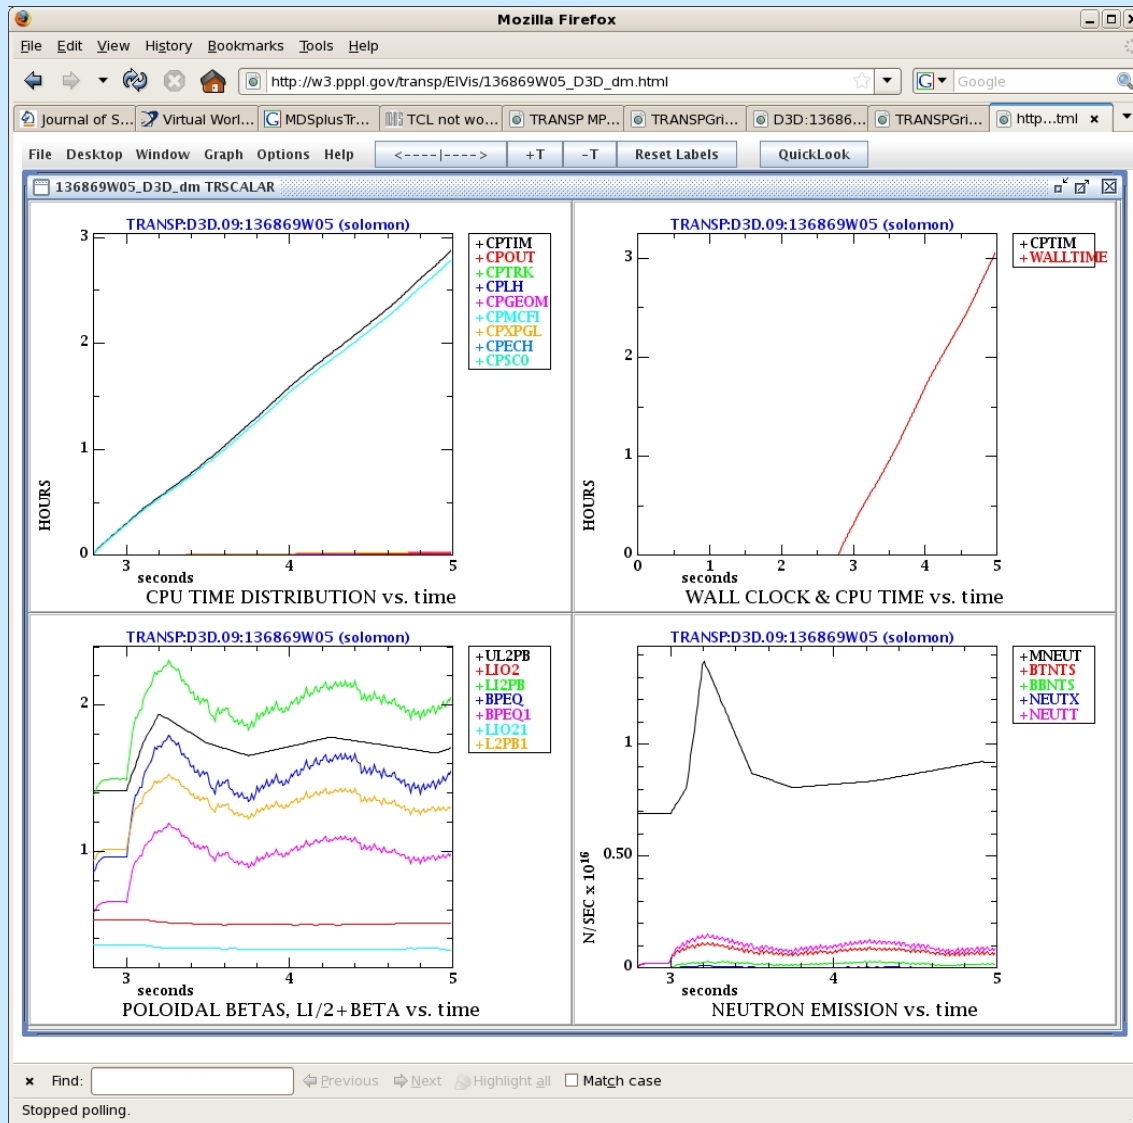 Mozilla Firefox
File Edit View History Bookmarks Tools Help
http://w3.pppl.gov/transp/ElVis/136869W05_D3D_dm.html
G Google
Journal of S... Virtual Worl... MDSplusTr... TCL not wo... TRANSP MP... TRANSPGri... D3D:13686... TRANSPGri... http...tml
File Desktop Window Graph Options Help <----|----> +T -T Reset Labels QuickLook
136869W05_D3D_dm TRSCALAR
TRANSP:D3D.09:136869W05 (solomon)
3
2
1
0
HOURS
3 4 5
seconds
CPU TIME DISTRIBUTION vs. time
+CPTIM
+CPOUT
+CPTRK
+CPLH
+CPGEOM
+CPMCFI
+CPXPGL
+CPECH
+CPSC0
TRANSP:D3D.09:136869W05 (solomon)
3
2
1
0
HOURS
0 1 2 3 4 5
seconds
WALL CLOCK & CPU TIME vs. time
+CPTIM
+WALLTIME
TRANSP:D3D.09:136869W05 (solomon)
2
1
3 4 5
seconds
POLOIDAL BETAS, LI/2+BETA vs. time
+UL2PB
+LIO2
+LI2PB
+BPEQ
+BPEQ1
+LIO21
+L2PB1
TRANSP:D3D.09:136869W05 (solomon)
1
0.50
0
N/SEC x 10¹⁶
3 4 5
seconds
NEUTRON EMISSION vs. time
+MNEUT
+BTNTS
+BBNTS
+NEUTX
+NEUTT
Find: Previous Next Highlight all Match case
Stopped polling.